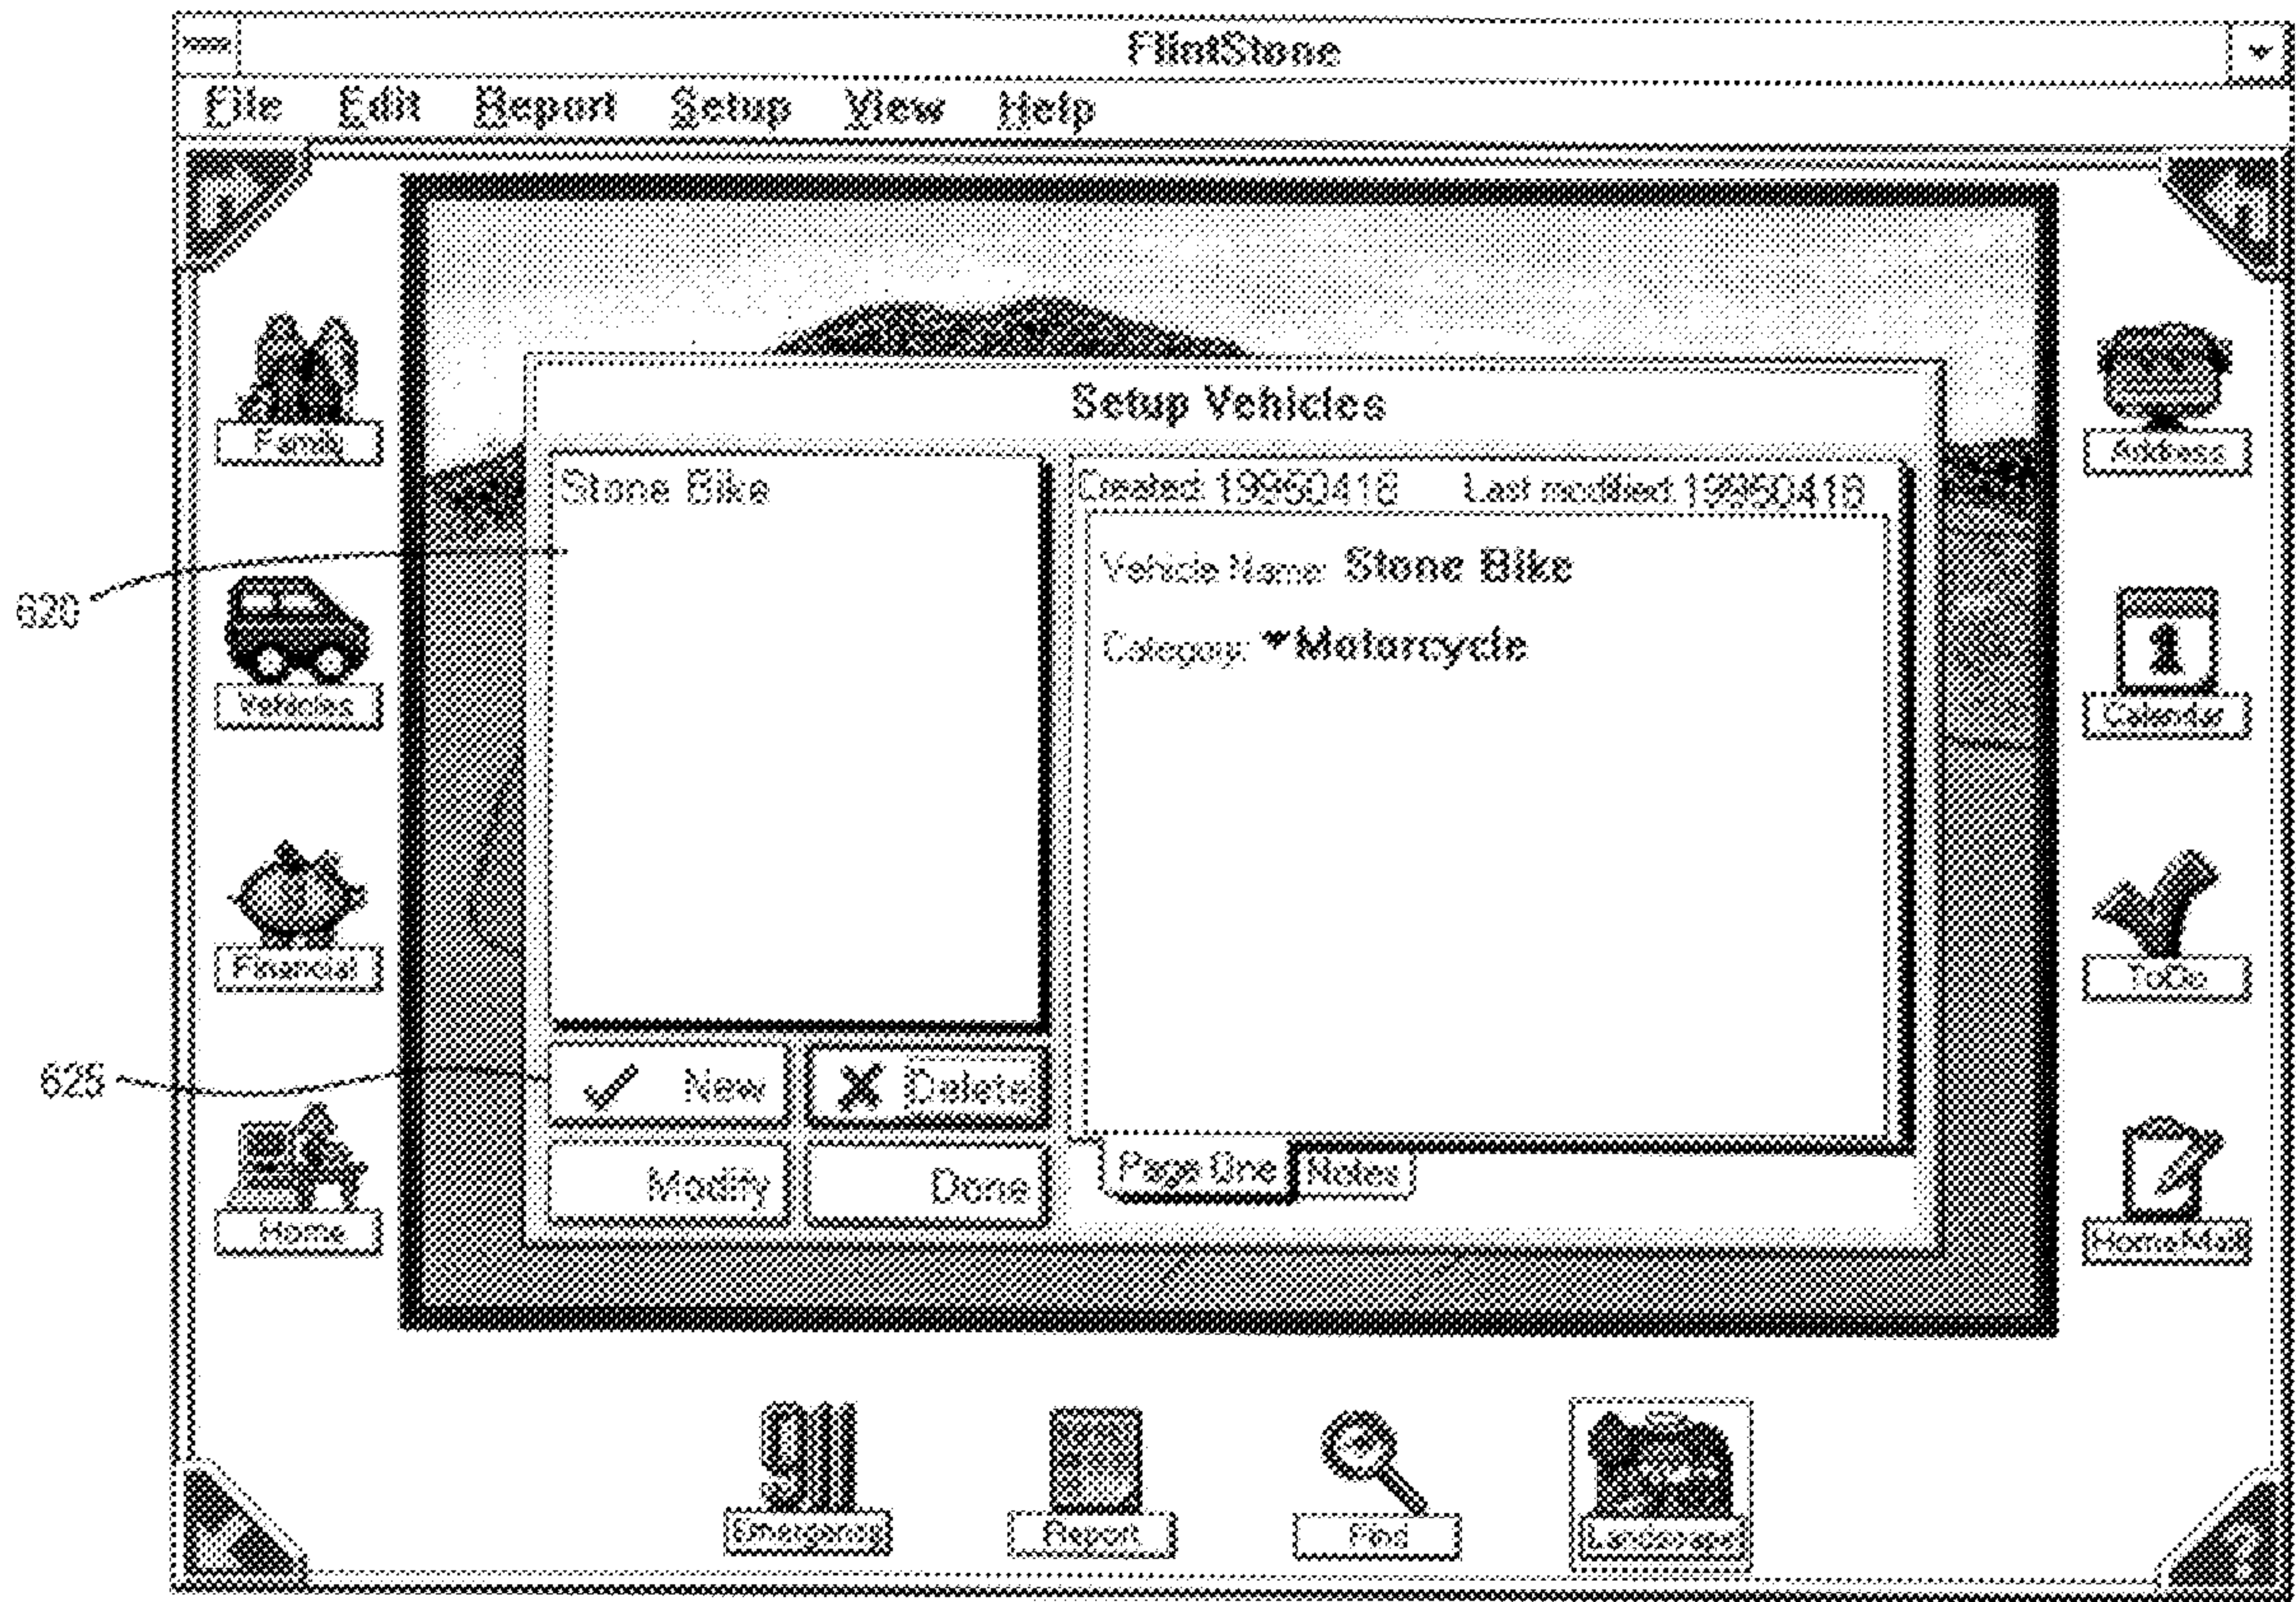 FlintStone
File Edit Report Setup View Help
Setup Vehicles
Stone Bike
Created: Last modified:
Vehicle Name: Stone Bike
Category: Motorcycle
620
625
New
Delete
Modify
Done
Page One
Notes
Family
Vehicles
Financial
Home
Address
1
Calendar
ToDo
HomeMail
911
Emergency
Report
Find
Landscape
?